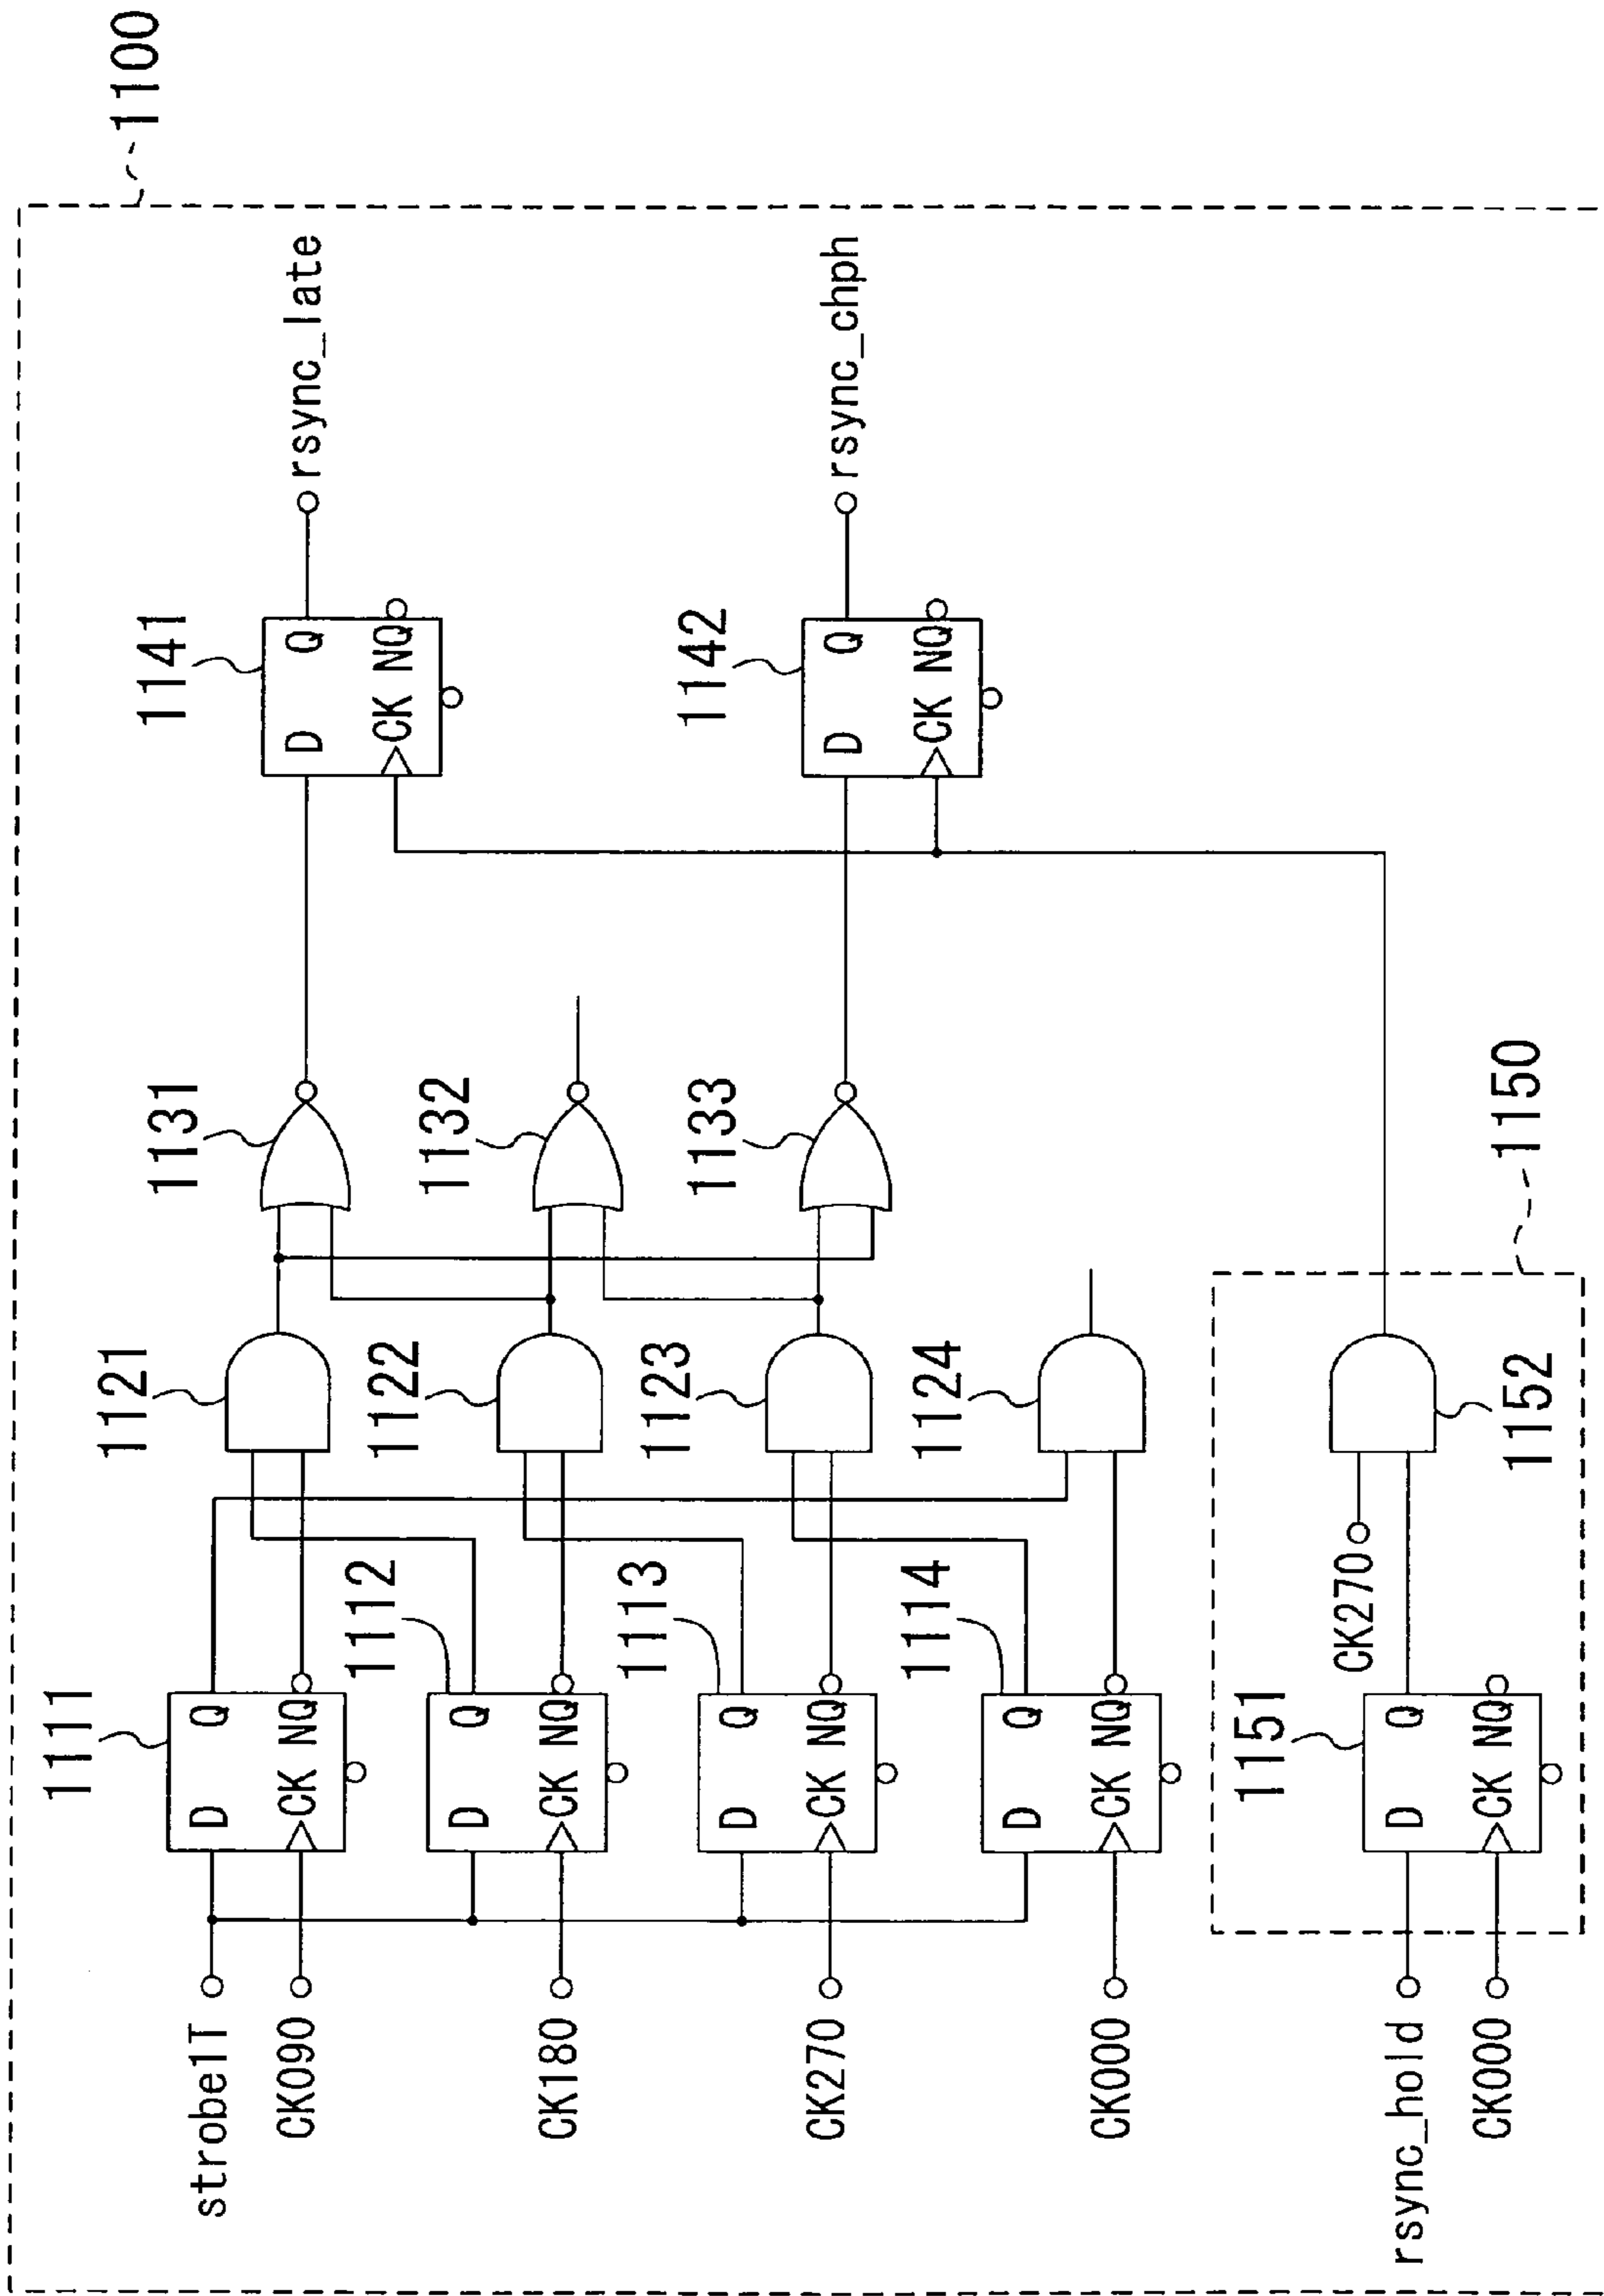 1100
strobe1T
CK090
1111
D Q
CK NQ
1121
1131
1141
D Q
CK NQ
rsync_late
CK180
1112
D Q
CK NQ
1122
1132
CK270
1113
D Q
CK NQ
1123
1133
1142
D Q
CK NQ
rsync_chph
CK000
1114
D Q
CK NQ
1124
1150
rsync_hold
CK000
1151
D Q
CK NQ
CK270
1152